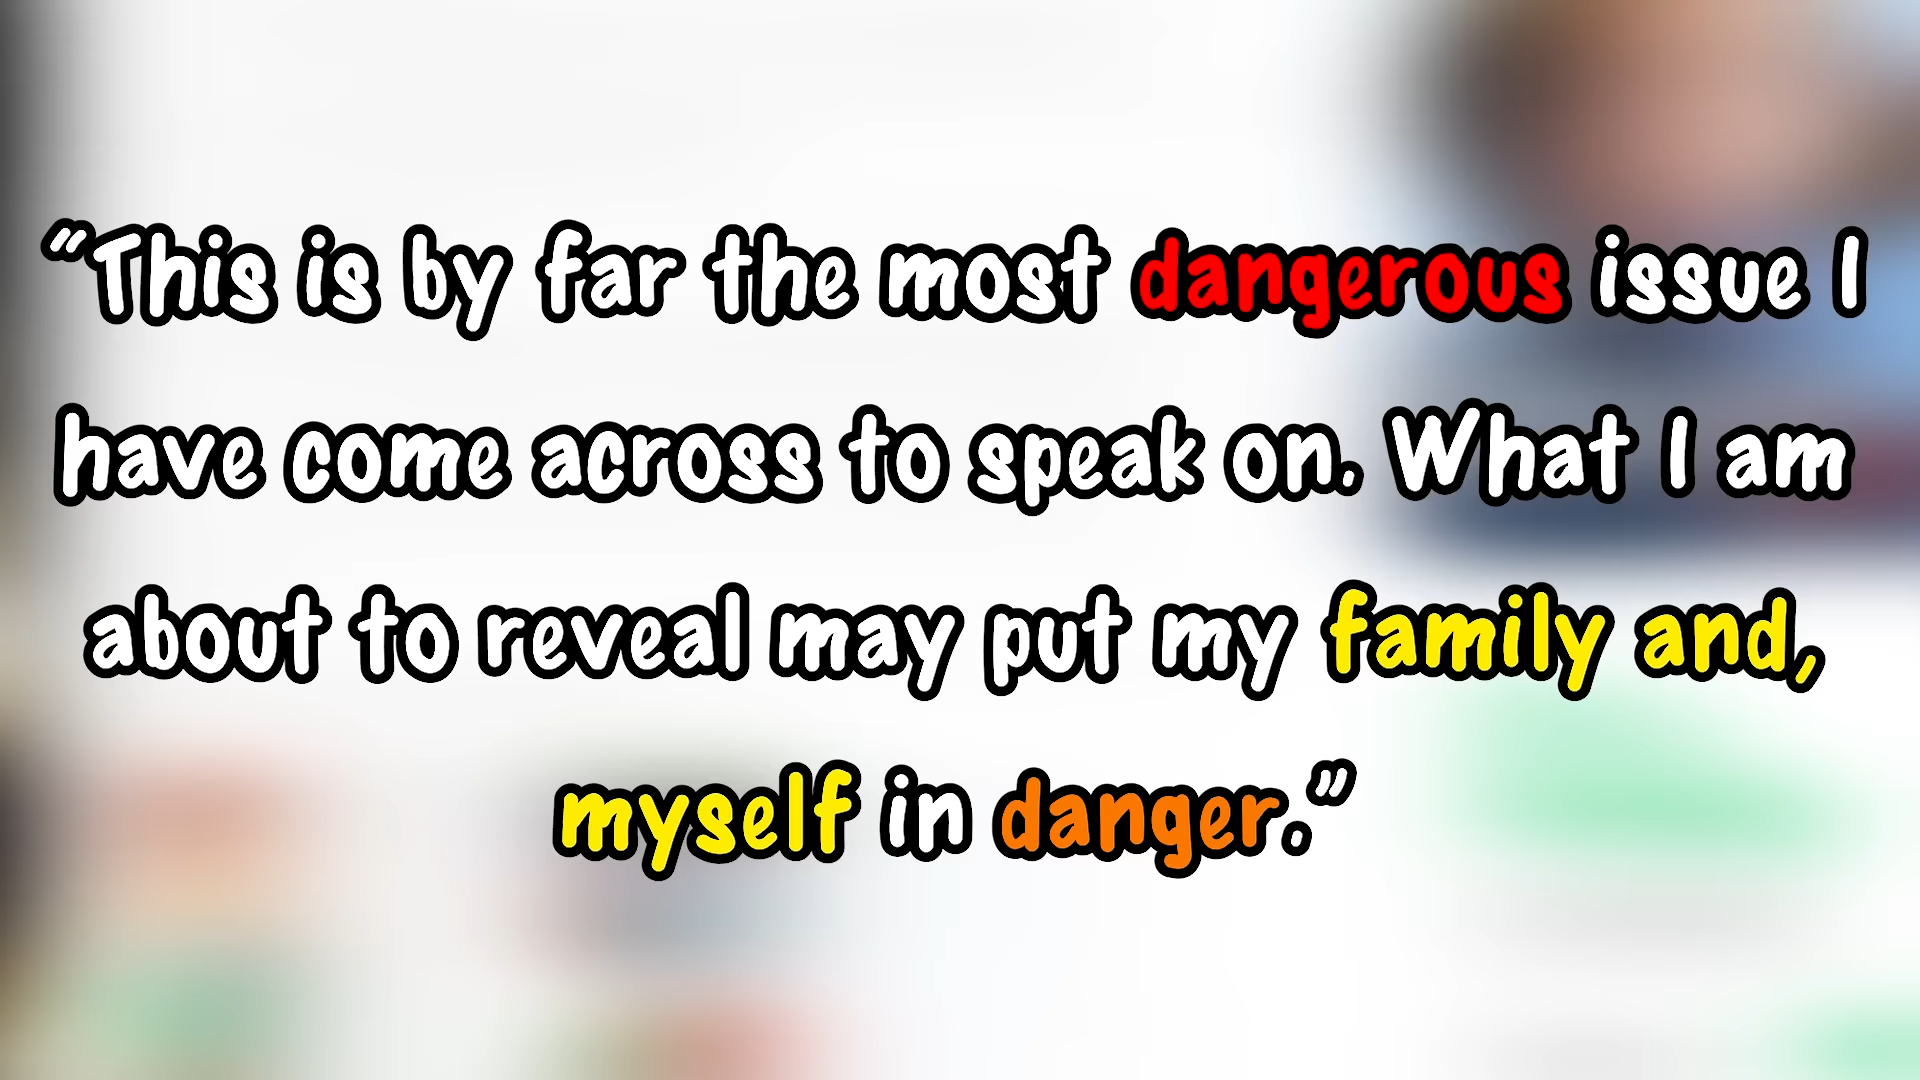 “This is by far the most dangerous issue I
have come across to speak on. What I am
about to reveal may put my family and,
myself in danger.”